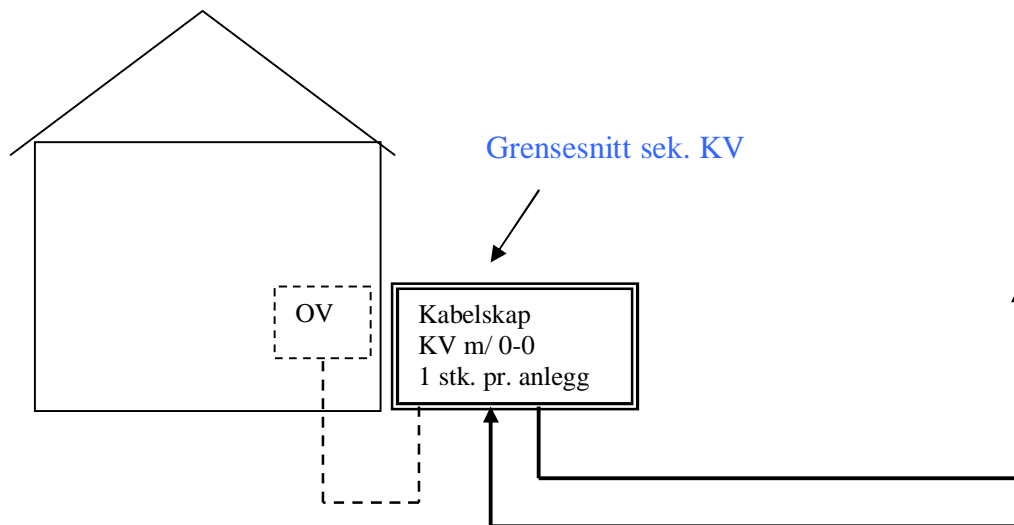 Grensesnitt sek. KV
OV
Kabelskap
KV m/ 0-0
1 stk. pr. anlegg